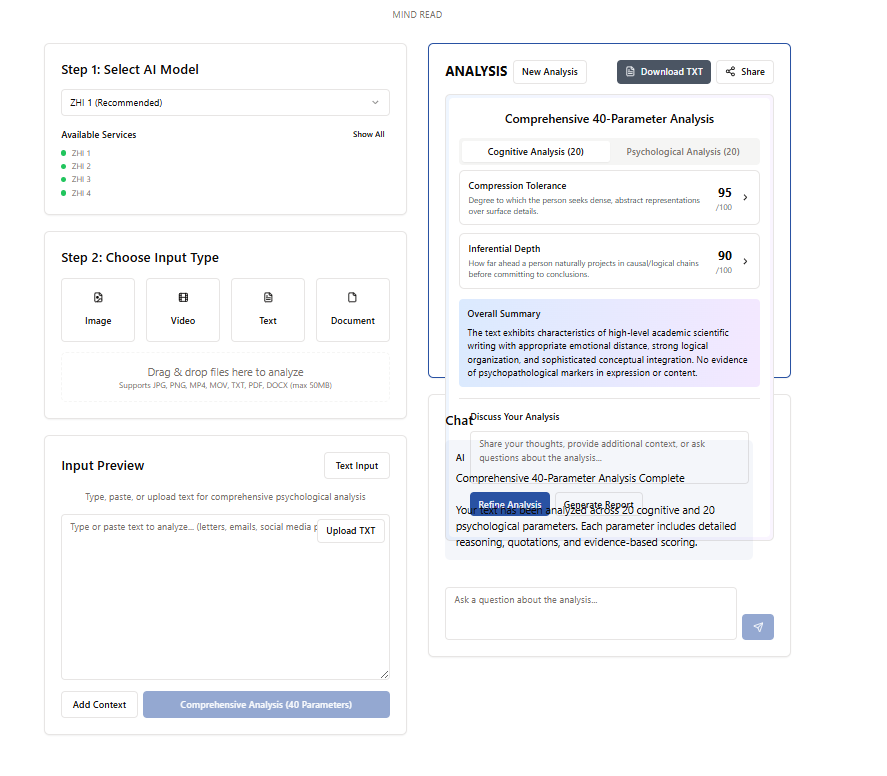 MIND READ
Step 1: Select AI Model
ZHI 1 (Recommended)
Available Services
Show All
ZHI 1
ZHI 2
ZHI 3
ZHI 4
Step 2: Choose Input Type
Image
Video
Text
Document
Drag & drop files here to analyze
Supports JPG, PNG, MP4, MOV, TXT, PDF, DOCX (max 50MB)
Input Preview
Text Input
Type, paste, or upload text for comprehensive psychological analysis
Type or paste text to analyze... (letters, emails, social media p
Upload TXT
Add Context
Comprehensive Analysis (40 Parameters)
ANALYSIS
New Analysis
Download TXT
Share
Comprehensive 40-Parameter Analysis
Cognitive Analysis (20)
Psychological Analysis (20)
Compression Tolerance
Degree to which the person seeks dense, abstract representations
over surface details.
95
/100
Inferential Depth
How far ahead a person naturally projects in causal/logical chains
before committing to conclusions.
90
/100
Overall Summary
The text exhibits characteristics of high-level academic scientific
writing with appropriate emotional distance, strong logical
organization, and sophisticated conceptual integration. No evidence
of psychopathological markers in expression or content.
Discuss Your Analysis
Chat
Share your thoughts, provide additional context, or ask
questions about the analysis...
AI
Comprehensive 40-Parameter Analysis Complete
Refine Analysis
Generate Report
Your text has been analyzed across 20 cognitive and 20
psychological parameters. Each parameter includes detailed
reasoning, quotations, and evidence-based scoring.
Ask a question about the analysis...